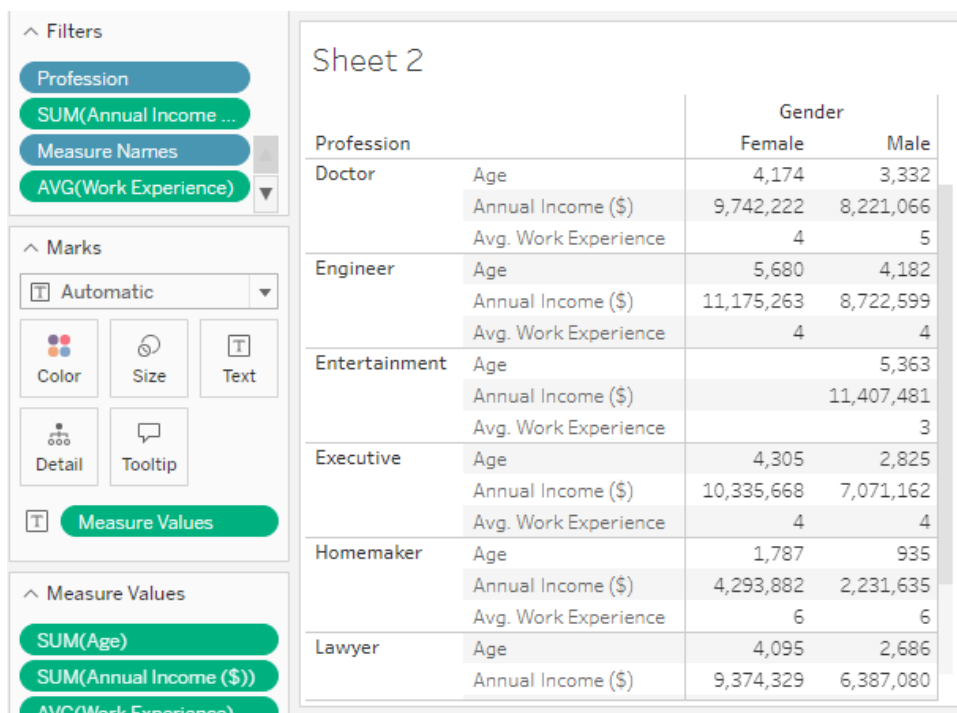 Filters
Profession
SUM(Annual Income ...
Measure Names
AVG(Work Experience)
Marks
T Automatic
Color Size T Text
Detail Tooltip
T Measure Values
Measure Values
SUM(Age)
SUM(Annual Income ($))
AVG(Work Experience)
Sheet 2
Gender
Profession Female Male
Doctor Age 4,174 3,332
Annual Income ($) 9,742,222 8,221,066
Avg. Work Experience 4 5
Engineer Age 5,680 4,182
Annual Income ($) 11,175,263 8,722,599
Avg. Work Experience 4 4
Entertainment Age 5,363
Annual Income ($) 11,407,481
Avg. Work Experience 3
Executive Age 4,305 2,825
Annual Income ($) 10,335,668 7,071,162
Avg. Work Experience 4 4
Homemaker Age 1,787 935
Annual Income ($) 4,293,882 2,231,635
Avg. Work Experience 6 6
Lawyer Age 4,095 2,686
Annual Income ($) 9,374,329 6,387,080